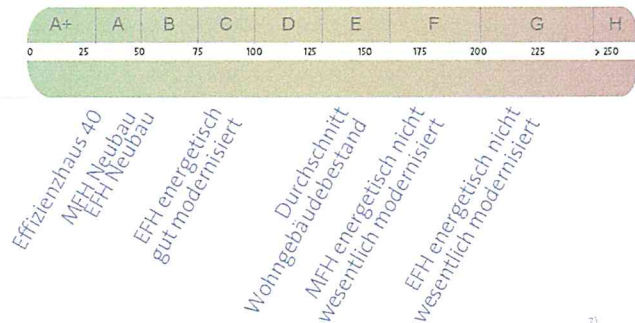 A+ A B C D E F G H
0 25 50 75 100 125 150 175 200 225 > 250
Effizienzhaus 40
MFH Neubau
EFH Neubau
EFH energetisch
gut modernisiert
Durchschnitt
Wohngebäudebestand
MFH energetisch nicht
wesentlich modernisiert
EFH energetisch nicht
wesentlich modernisiert